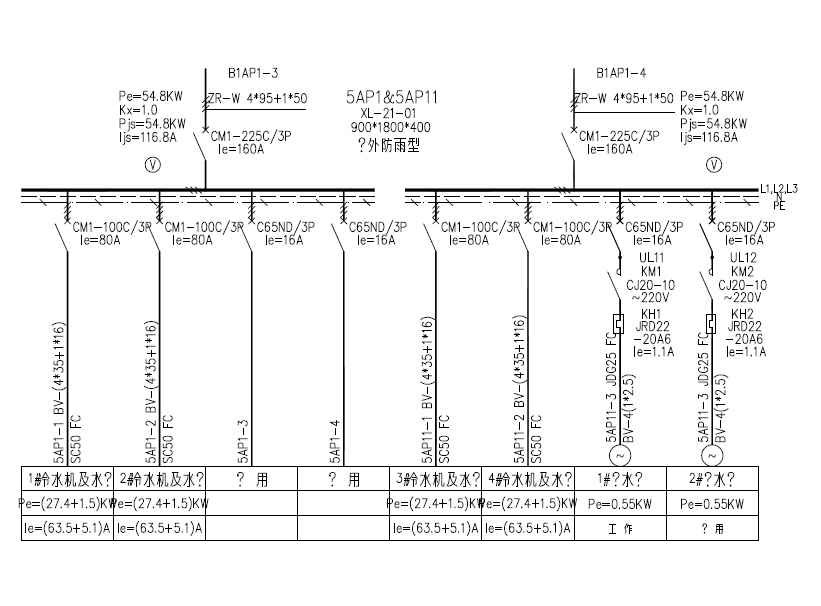 B1AP1-3
Pe=54.8KW
Kx=1.0
Pjs=54.8KW
Ijs=116.8A
ZR-W 4*95+1*50
CM1-225C/3P
Ie=160A
V
5AP1&5AP11
XL-21-01
900*1800*400
?外防雨型
B1AP1-4
ZR-W 4*95+1*50
Pe=54.8KW
Kx=1.0
Pjs=54.8KW
Ijs=116.8A
CM1-225C/3P
Ie=160A
V
L1,L2,L3
N
PE
CM1-100C/3P
Ie=80A
CM1-100C/3P
Ie=80A
C65ND/3P
Ie=16A
C65ND/3P
Ie=16A
CM1-100C/3P
Ie=80A
CM1-100C/3P
Ie=80A
C65ND/3P
Ie=16A
C65ND/3P
Ie=16A
UL11
KM1
CJ20-10
~220V
KH1
JRD22
-20A6
Ie=1.1A
UL12
KM2
CJ20-10
~220V
KH2
JRD22
-20A6
Ie=1.1A
5AP1-1 BV-(4*35+1*16)
SC50 FC
5AP1-2 BV-(4*35+1*16)
SC50 FC
5AP1-3
5AP1-4
5AP11-1 BV-(4*35+1*16)
SC50 FC
5AP11-2 BV-(4*35+1*16)
SC50 FC
5AP11-3 JDG25 FC
BV-4(1*2.5)
5AP11-3 JDG25 FC
BV-4(1*2.5)
~
~
1#冷水机及水? 2#冷水机及水? ? 用 ? 用 3#冷水机及水? 4#冷水机及水? 1#?水? 2#?水?
Pe=(27.4+1.5)KW Pe=(27.4+1.5)KW Pe=(27.4+1.5)KW Pe=(27.4+1.5)KW Pe=0.55KW Pe=0.55KW
Ie=(63.5+5.1)A Ie=(63.5+5.1)A Ie=(63.5+5.1)A Ie=(63.5+5.1)A 工 作 ? 用